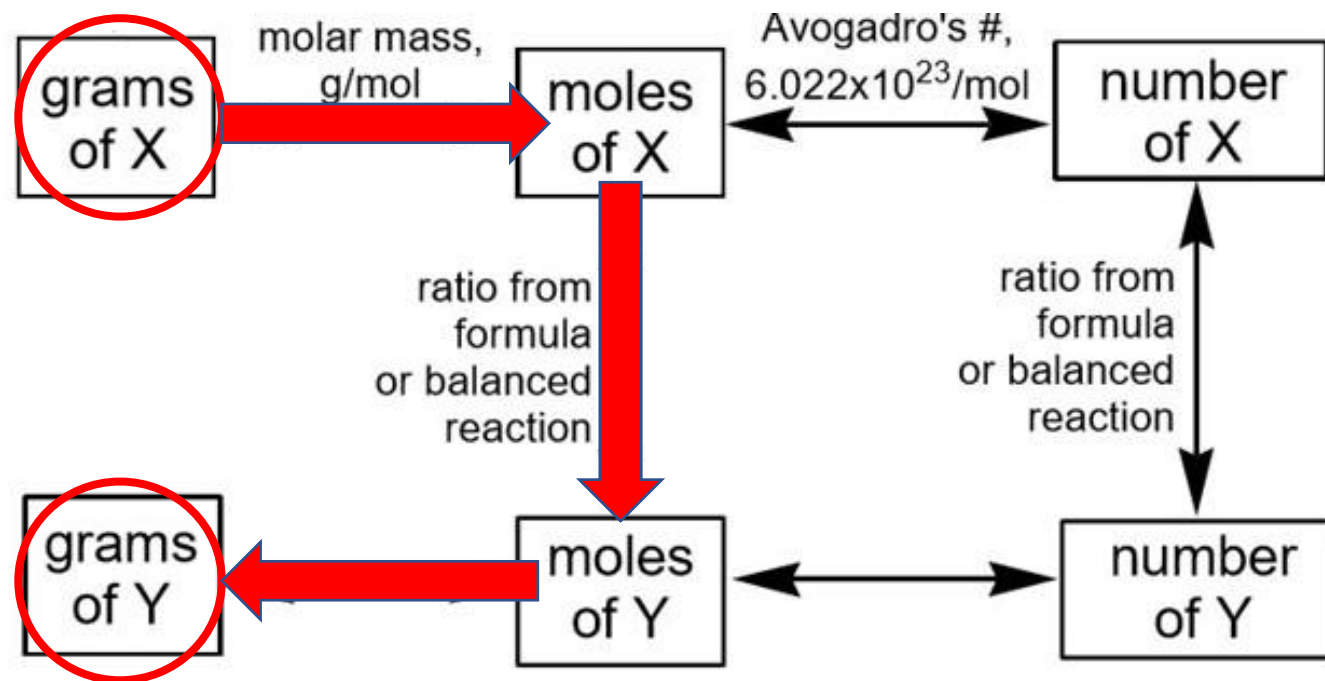 grams
of X
molar mass,
g/mol
moles
of X
Avogadro's #,
6.022x10²³/mol
number
of X
ratio from
formula
or balanced
reaction
ratio from
formula
or balanced
reaction
grams
of Y
moles
of Y
number
of Y